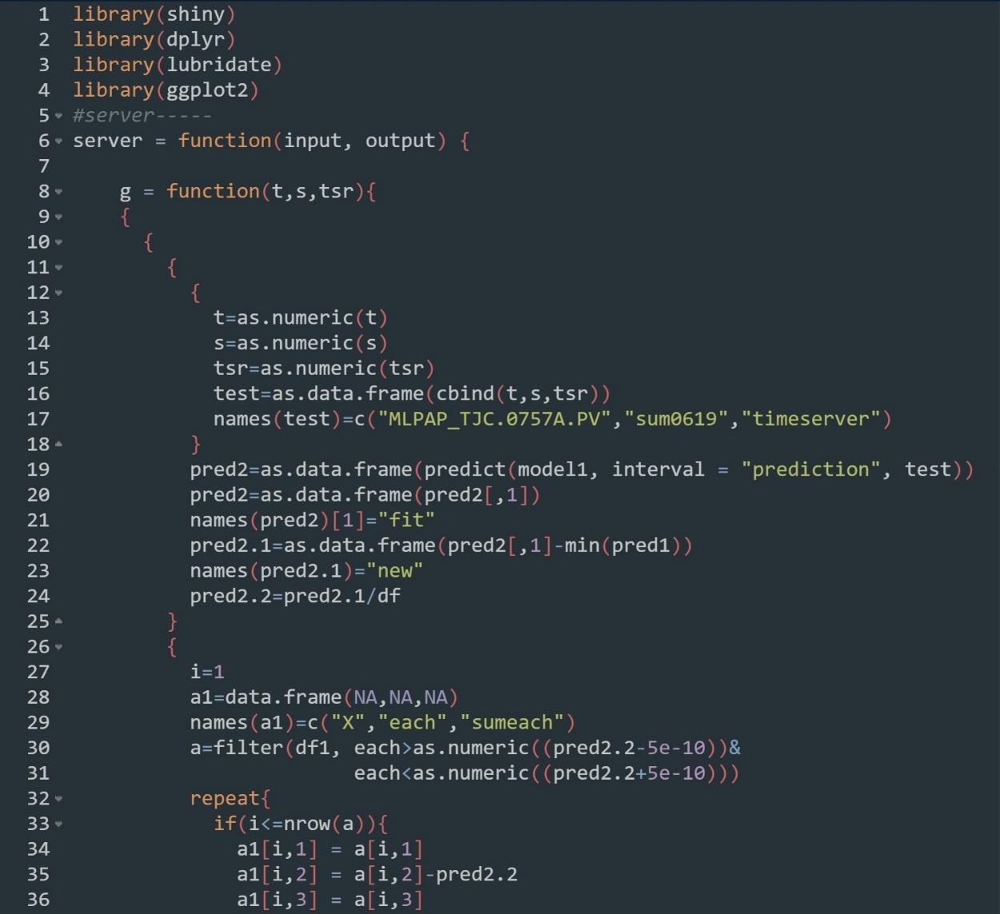 1 library(shiny)
2 library(dplyr)
3 library(lubridate)
4 library(ggplot2)
5 #server-----
6 server = function(input, output) {
7
8     g = function(t,s,tsr){
9     {
10       {
11         {
12           {
13             t=as.numeric(t)
14             s=as.numeric(s)
15             tsr=as.numeric(tsr)
16             test=as.data.frame(cbind(t,s,tsr))
17             names(test)=c("MLPAP_TJC.0757A.PV","sum0619","timeserver")
18           }
19           pred2=as.data.frame(predict(model1, interval = "prediction", test))
20           pred2=as.data.frame(pred2[,1])
21           names(pred2)[1]="fit"
22           pred2.1=as.data.frame(pred2[,1]-min(pred1))
23           names(pred2.1)="new"
24           pred2.2=pred2.1/df
25         }
26         {
27           i=1
28           a1=data.frame(NA,NA,NA)
29           names(a1)=c("X","each","sumeach")
30           a=filter(df1, each>as.numeric((pred2.2-5e-10))&
31                         each<as.numeric((pred2.2+5e-10)))
32           repeat{
33             if(i<=nrow(a)){
34               a1[i,1] = a[i,1]
35               a1[i,2] = a[i,2]-pred2.2
36               a1[i,3] = a[i,3]